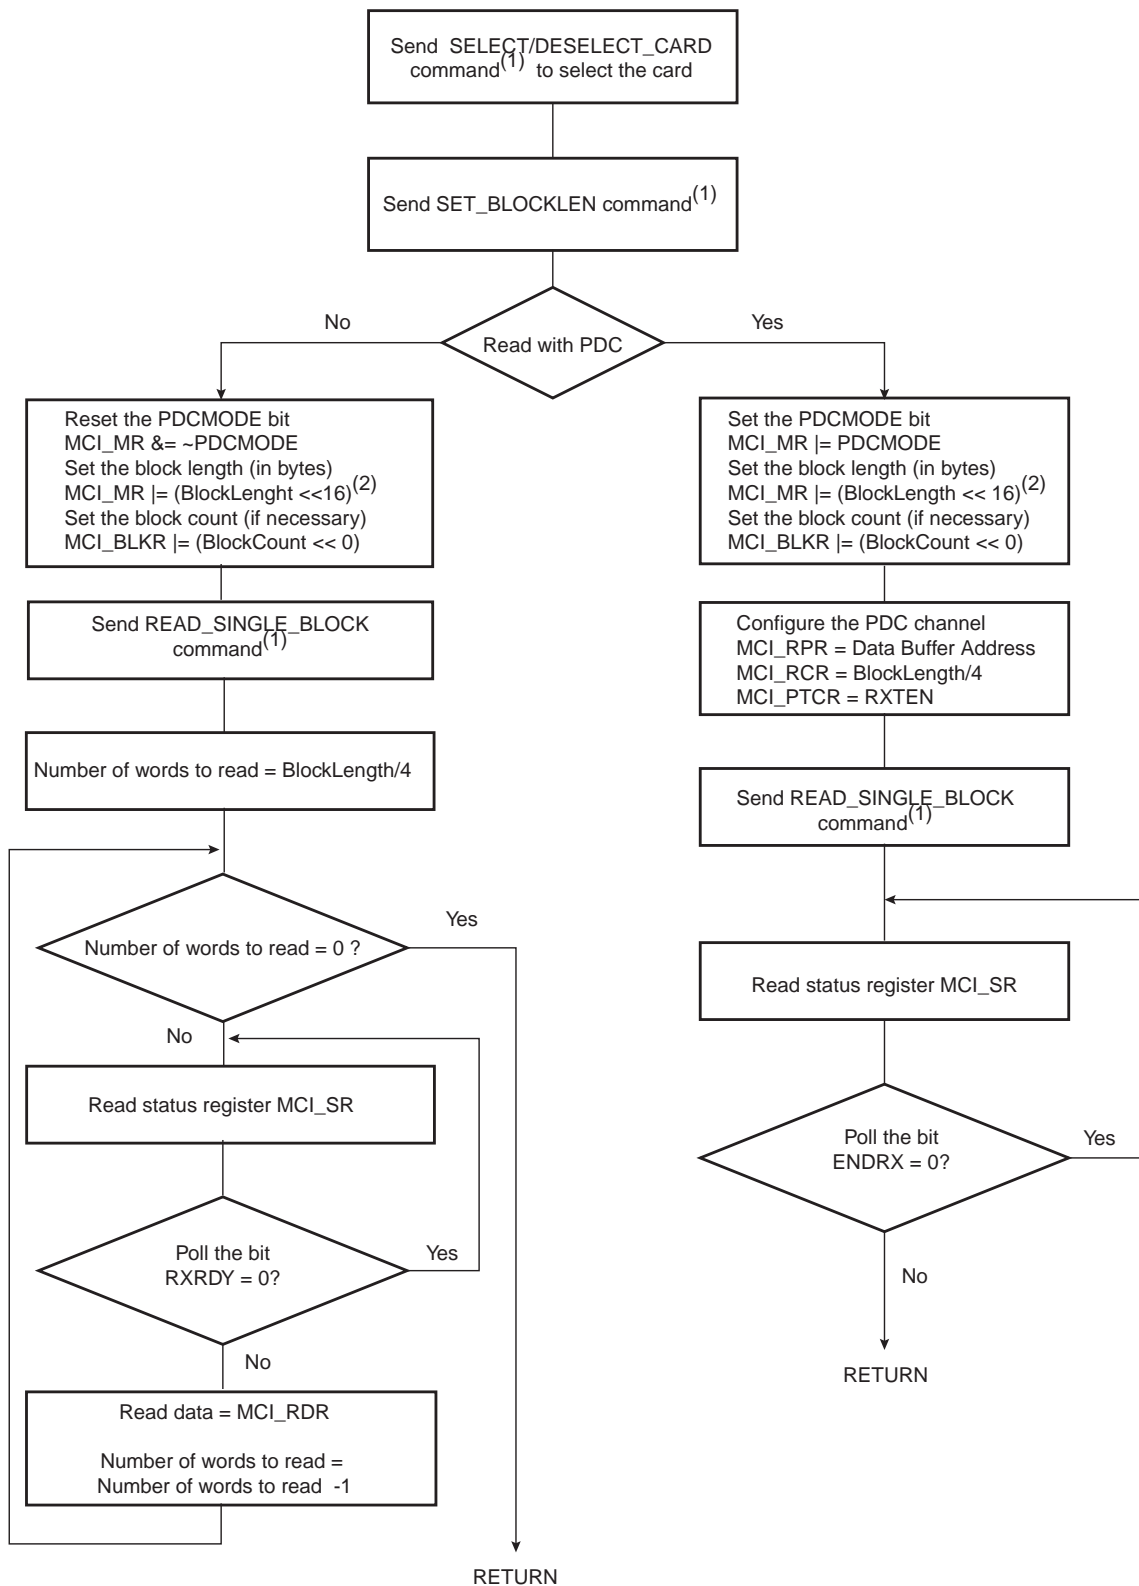 Send SELECT/DESELECT_CARD
command(1) to select the card
Send SET_BLOCKLEN command(1)
No
Yes
Read with PDC
Reset the PDCMODE bit
MCI_MR &= ~PDCMODE
Set the block length (in bytes)
MCI_MR |= (BlockLenght <<16)(2)
Set the block count (if necessary)
MCI_BLKR |= (BlockCount << 0)
Set the PDCMODE bit
MCI_MR |= PDCMODE
Set the block length (in bytes)
MCI_MR |= (BlockLength << 16)(2)
Set the block count (if necessary)
MCI_BLKR |= (BlockCount << 0)
Send READ_SINGLE_BLOCK
command(1)
Configure the PDC channel
MCI_RPR = Data Buffer Address
MCI_RCR = BlockLength/4
MCI_PTCR = RXTEN
Number of words to read = BlockLength/4
Send READ_SINGLE_BLOCK
command(1)
Number of words to read = 0 ?
Yes
No
Read status register MCI_SR
Read status register MCI_SR
Poll the bit
RXRDY = 0?
Yes
Poll the bit
ENDRX = 0?
Yes
No
No
Read data = MCI_RDR
Number of words to read =
Number of words to read -1
RETURN
RETURN